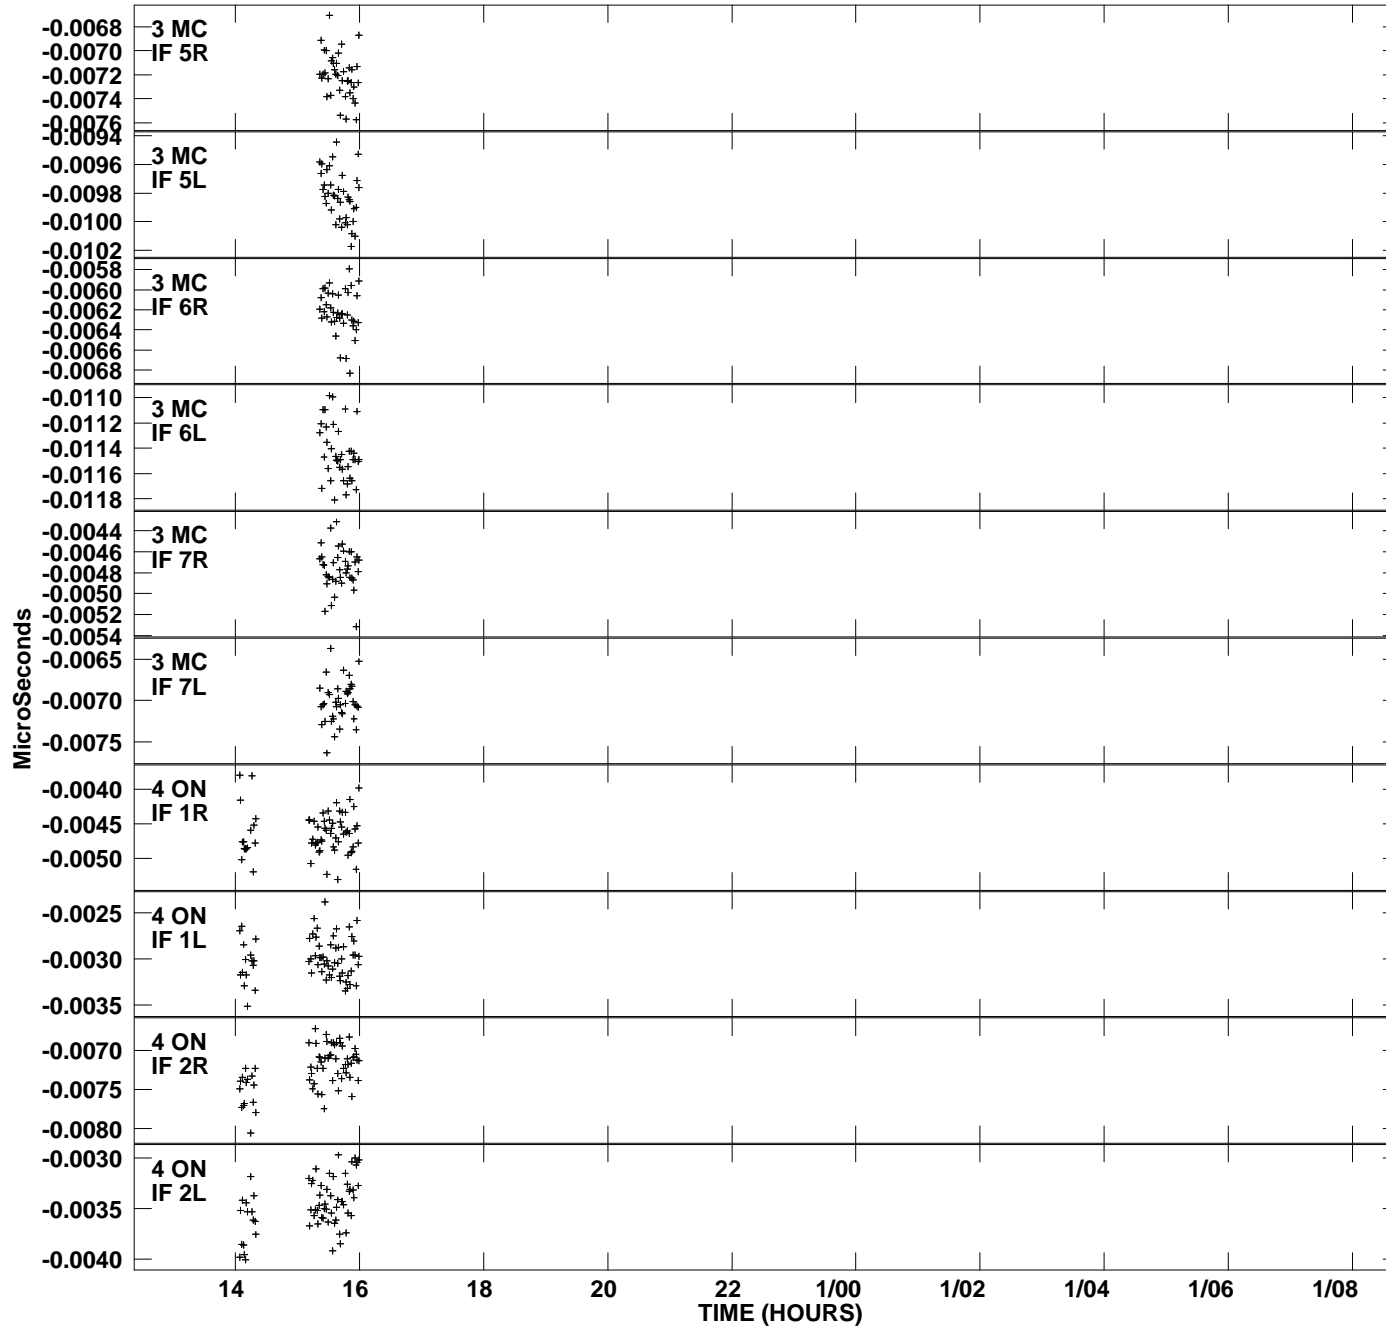 -0.0068
3 MC
-0.0070
IF 5R
-0.0072
-0.0074
-0.0076
-0.0094
3 MC
-0.0096
IF 5L
-0.0098
-0.0100
-0.0102
-0.0058
3 MC
-0.0060
IF 6R
-0.0062
-0.0064
-0.0066
-0.0068
-0.0110
3 MC
-0.0112
IF 6L
-0.0114
-0.0116
-0.0118
-0.0044
3 MC
-0.0046
IF 7R
-0.0048
-0.0050
-0.0052
-0.0054
-0.0065
3 MC
IF 7L
-0.0070
-0.0075
MicroSeconds
-0.0040
4 ON
IF 1R
-0.0045
-0.0050
-0.0025
4 ON
IF 1L
-0.0030
-0.0035
-0.0070
4 ON
IF 2R
-0.0075
-0.0080
-0.0030
4 ON
IF 2L
-0.0035
-0.0040
14 16 18 20 22 1/00 1/02 1/04 1/06 1/08
TIME (HOURS)